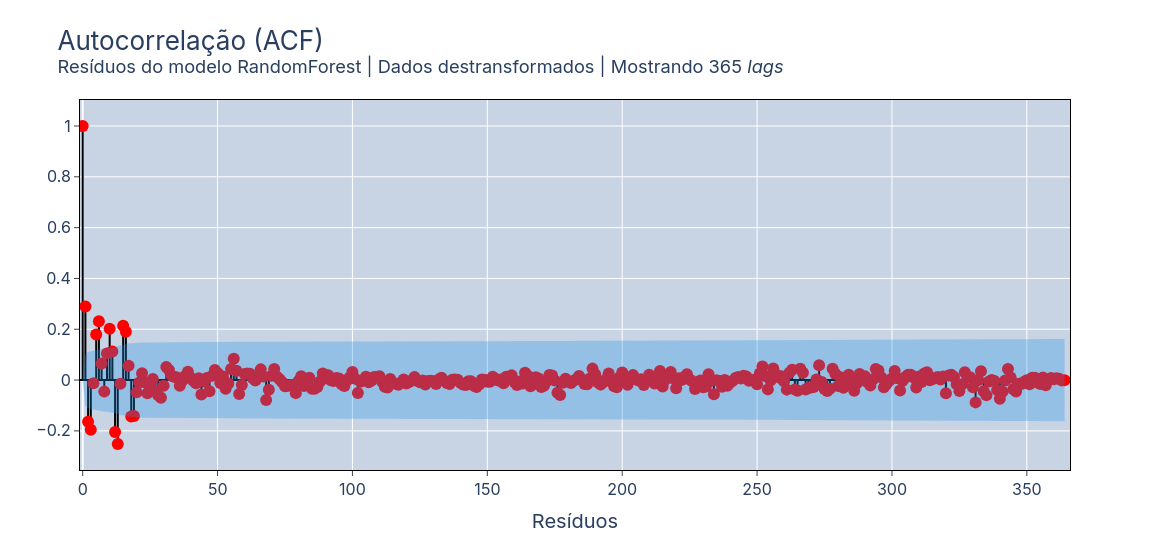 Autocorrelação (ACF)
Resíduos do modelo RandomForest | Dados destransformados | Mostrando 365 lags
1
0.8
0.6
0.4
0.2
0
−0.2
0 50 100 150 200 250 300 350
Resíduos